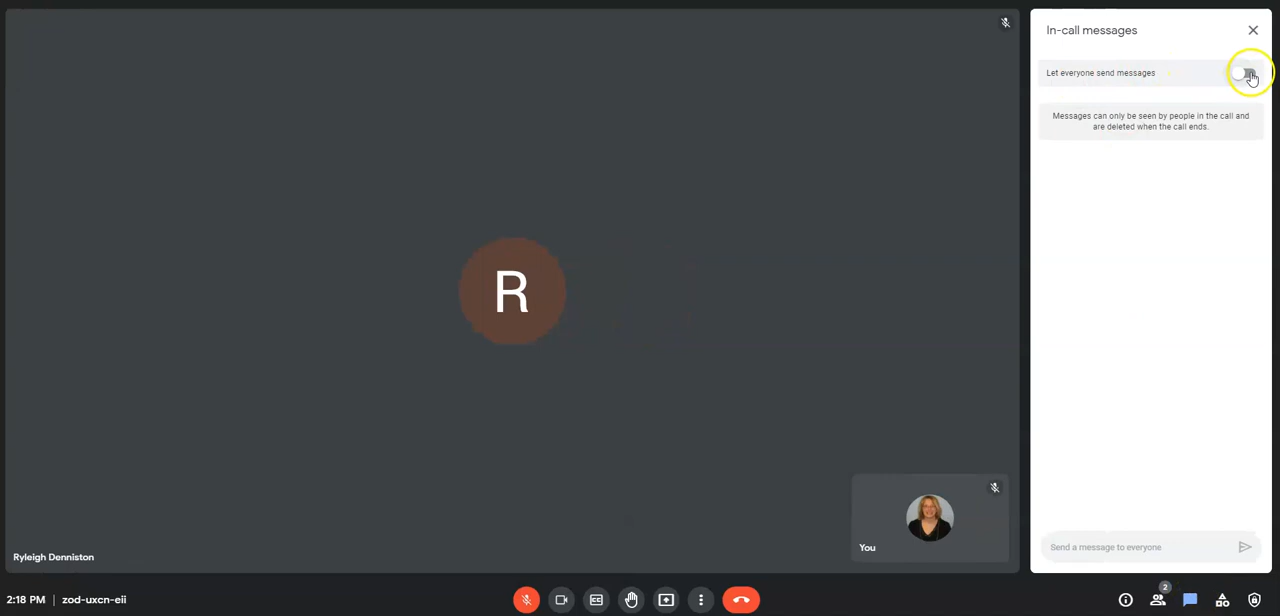 In-call messages
Let everyone send messages
Messages can only be seen by people in the call and
are deleted when the call ends.
R
You
Ryleigh Denniston
Send a message to everyone
2:18 PM | zod-uxcn-eii
CC
2